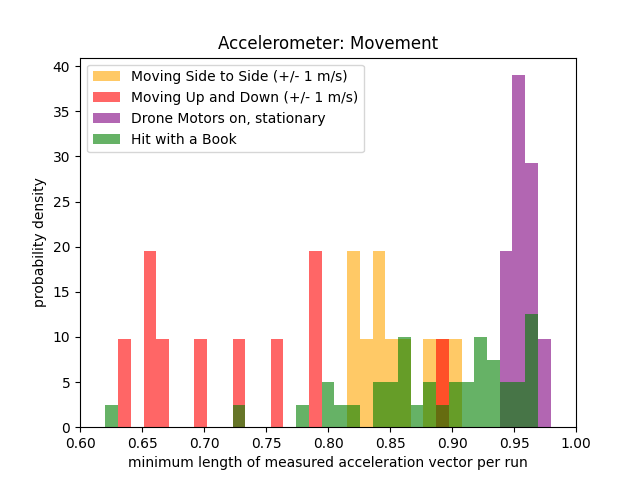 Accelerometer: Movement
Moving Side to Side (+/- 1 m/s)
Moving Up and Down (+/- 1 m/s)
Drone Motors on, stationary
Hit with a Book
probability density
40
35
30
25
20
15
10
5
0
0.60 0.65 0.70 0.75 0.80 0.85 0.90 0.95 1.00
minimum length of measured acceleration vector per run